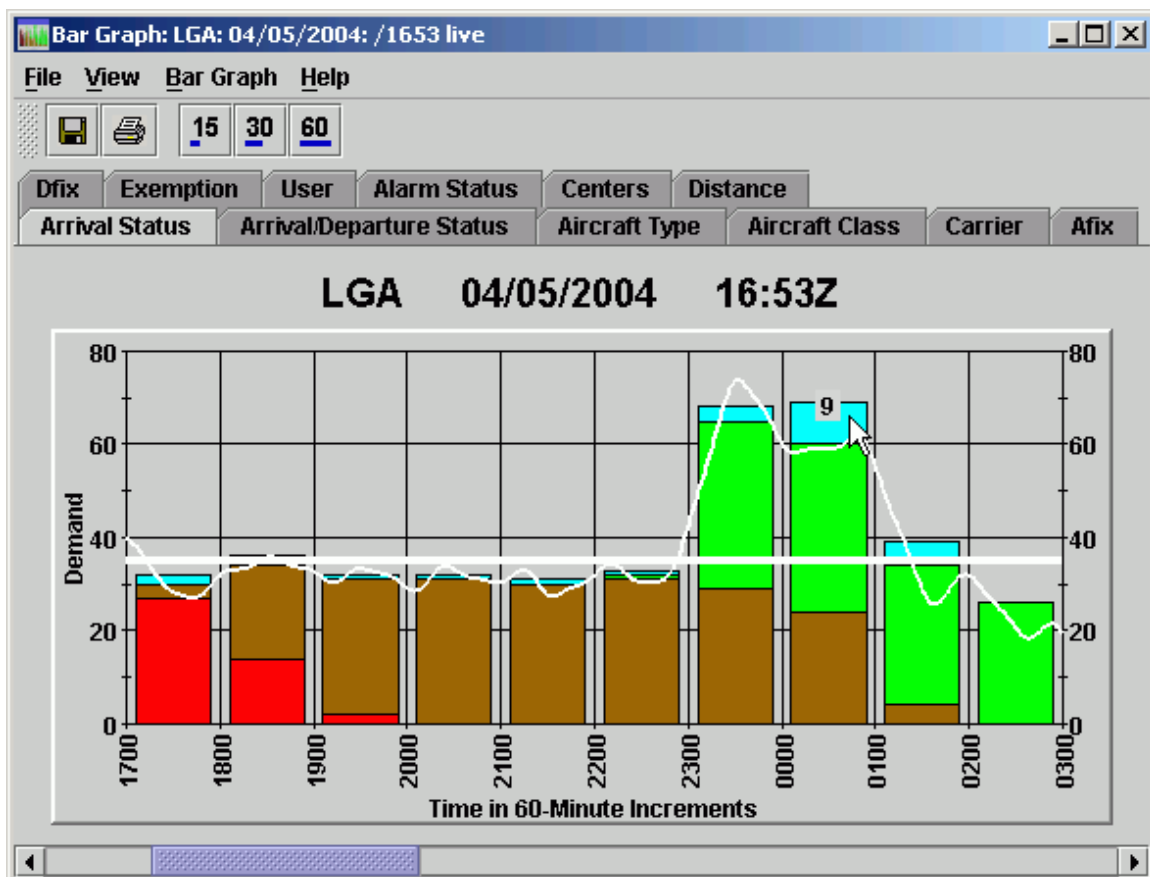 Bar Graph: LGA: 04/05/2004: /1653 live
File View Bar Graph Help
15 30 60
Dfix Exemption User Alarm Status Centers Distance
Arrival Status Arrival/Departure Status Aircraft Type Aircraft Class Carrier Afix
LGA 04/05/2004 16:53Z
80 80
9
60 60
40 40
Demand
20 20
0 0
1700 1800 1900 2000 2100 2200 2300 0000 0100 0200 0300
Time in 60-Minute Increments